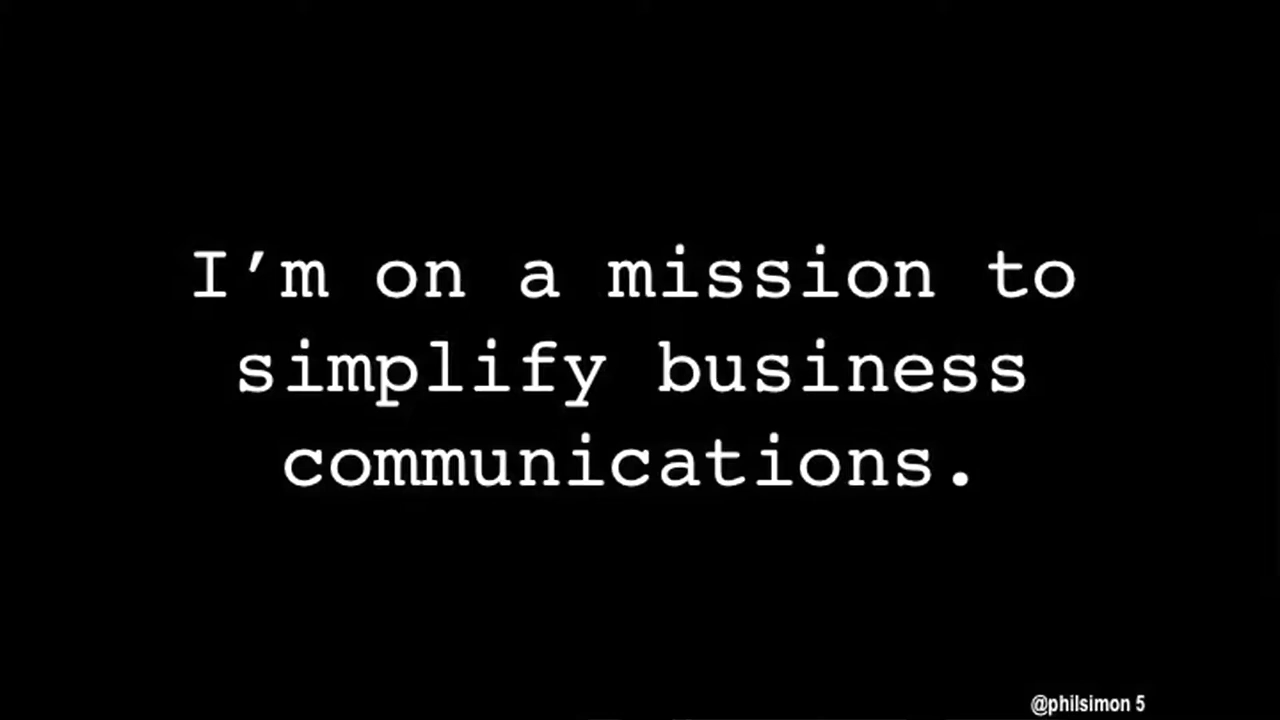 I’m on a mission to
simplify business
communications.
@philsimon 5